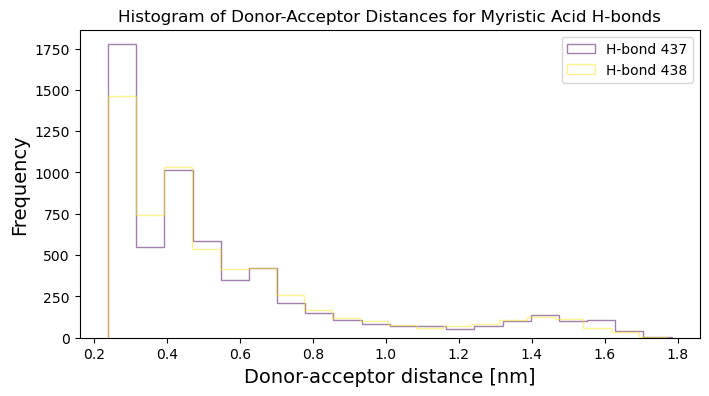 Histogram of Donor-Acceptor Distances for Myristic Acid H-bonds
H-bond 437
H-bond 438
Frequency
1750
1500
1250
1000
750
500
250
0
0.2 0.4 0.6 0.8 1.0 1.2 1.4 1.6 1.8
Donor-acceptor distance [nm]